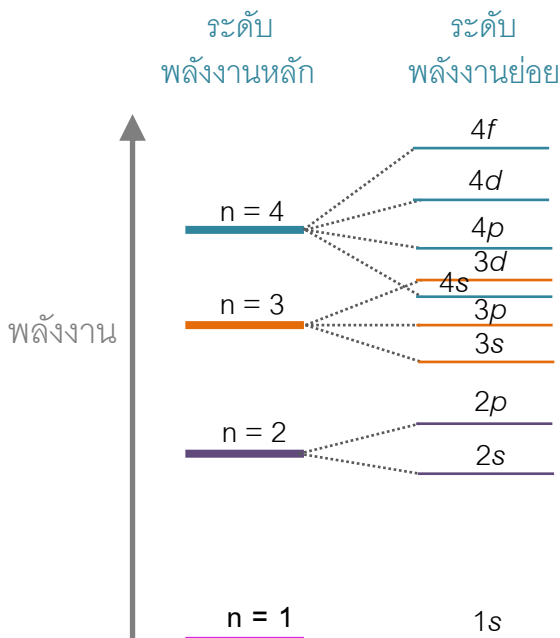 ระดับ
พลังงานหลัก
ระดับ
พลังงานย่อย
4f
4d
n = 4
4p
3d
4s
n = 3
3p
พลังงาน
3s
2p
n = 2
2s
n = 1
1s